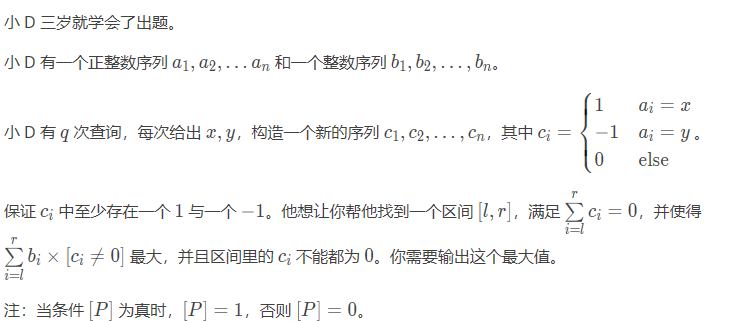 小 D 三岁就学会了出题。
小 D 有一个正整数序列 $a_1, a_2, \ldots a_n$ 和一个整数序列 $b_1, b_2, \ldots, b_n$。
小 D 有 $q$ 次查询，每次给出 $x, y$，构造一个新的序列 $c_1, c_2, \ldots, c_n$，其中 $c_i = \begin{cases} 1 & a_i = x \\ -1 & a_i = y \\ 0 & \text{else} \end{cases}$。
保证 $c_i$ 中至少存在一个 $1$ 与一个 $-1$。他想让你帮他找到一个区间 $[l, r]$，满足 $\sum\limits_{i=l}^{r} c_i = 0$，并使得
$\sum\limits_{i=l}^{r} b_i \times [c_i \neq 0]$ 最大，并且区间里的 $c_i$ 不能都为 $0$。你需要输出这个最大值。
注：当条件 $[P]$ 为真时，$[P] = 1$，否则 $[P] = 0$。